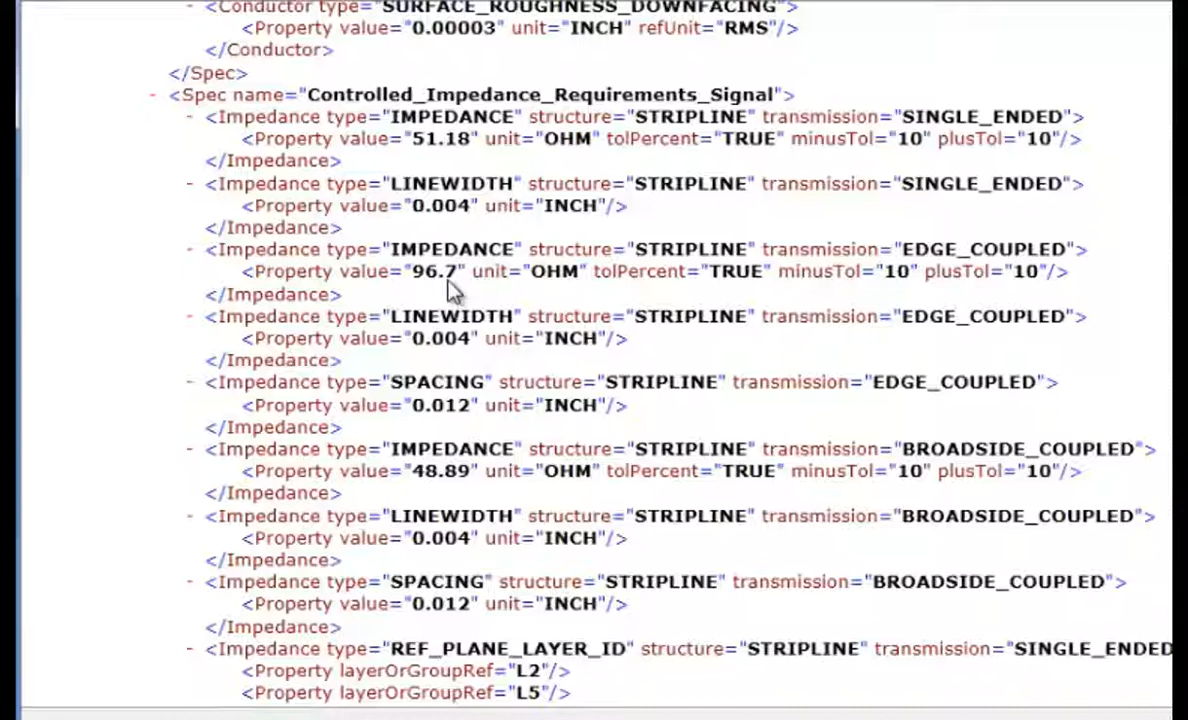 - <Conductor type="SURFACE_ROUGHNESS_DOWNFACING">
<Property value="0.00003" unit="INCH" refUnit="RMS"/>
</Conductor>
</Spec>
- <Spec name="Controlled_Impedance_Requirements_Signal">
- <Impedance type="IMPEDANCE" structure="STRIPLINE" transmission="SINGLE_ENDED">
<Property value="51.18" unit="OHM" tolPercent="TRUE" minusTol="10" plusTol="10"/>
</Impedance>
- <Impedance type="LINEWIDTH" structure="STRIPLINE" transmission="SINGLE_ENDED">
<Property value="0.004" unit="INCH"/>
</Impedance>
- <Impedance type="IMPEDANCE" structure="STRIPLINE" transmission="EDGE_COUPLED">
<Property value="96.7" unit="OHM" tolPercent="TRUE" minusTol="10" plusTol="10"/>
</Impedance>
- <Impedance type="LINEWIDTH" structure="STRIPLINE" transmission="EDGE_COUPLED">
<Property value="0.004" unit="INCH"/>
</Impedance>
- <Impedance type="SPACING" structure="STRIPLINE" transmission="EDGE_COUPLED">
<Property value="0.012" unit="INCH"/>
</Impedance>
- <Impedance type="IMPEDANCE" structure="STRIPLINE" transmission="BROADSIDE_COUPLED">
<Property value="48.89" unit="OHM" tolPercent="TRUE" minusTol="10" plusTol="10"/>
</Impedance>
- <Impedance type="LINEWIDTH" structure="STRIPLINE" transmission="BROADSIDE_COUPLED">
<Property value="0.004" unit="INCH"/>
</Impedance>
- <Impedance type="SPACING" structure="STRIPLINE" transmission="BROADSIDE_COUPLED">
<Property value="0.012" unit="INCH"/>
</Impedance>
- <Impedance type="REF_PLANE_LAYER_ID" structure="STRIPLINE" transmission="SINGLE_ENDED
<Property layerOrGroupRef="L2"/>
<Property layerOrGroupRef="L5"/>